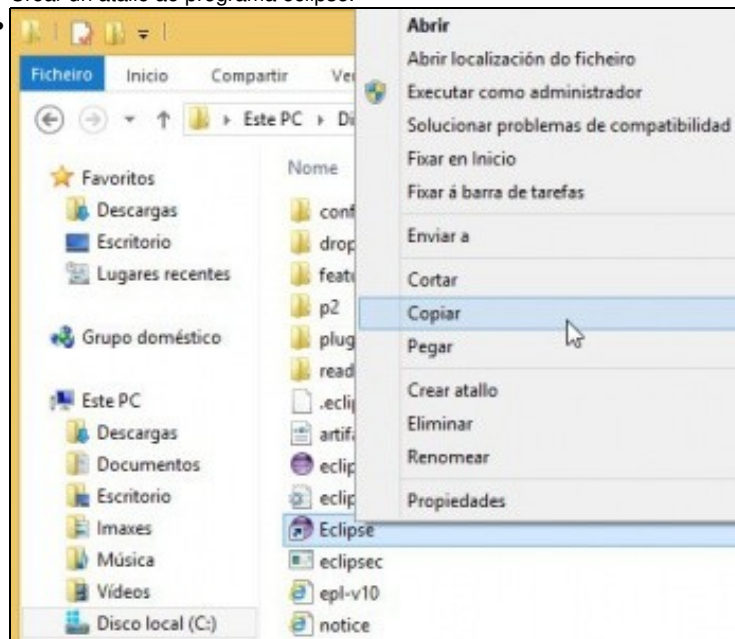 Crear un atallo ao programa eclipse.
Ficheiro Inicio Compartir Ver
Este PC Di
Favoritos
Descargas
Escritorio
Lugares recentes
Grupo doméstico
Este PC
Descargas
Documentos
Escritorio
Imaxes
Música
Vídeos
Disco local (C:)
Nome
conf
drop
featu
p2
plug
read
.eclip
artifa
eclip
eclip
Eclipse
eclipsec
epl-v10
notice
Abrir
Abrir localización do ficheiro
Executar como administrador
Solucionar problemas de compatibilidad
Fixar en Inicio
Fixar á barra de tarefas
Enviar a
Cortar
Copiar
Pegar
Crear atallo
Eliminar
Renomear
Propiedades